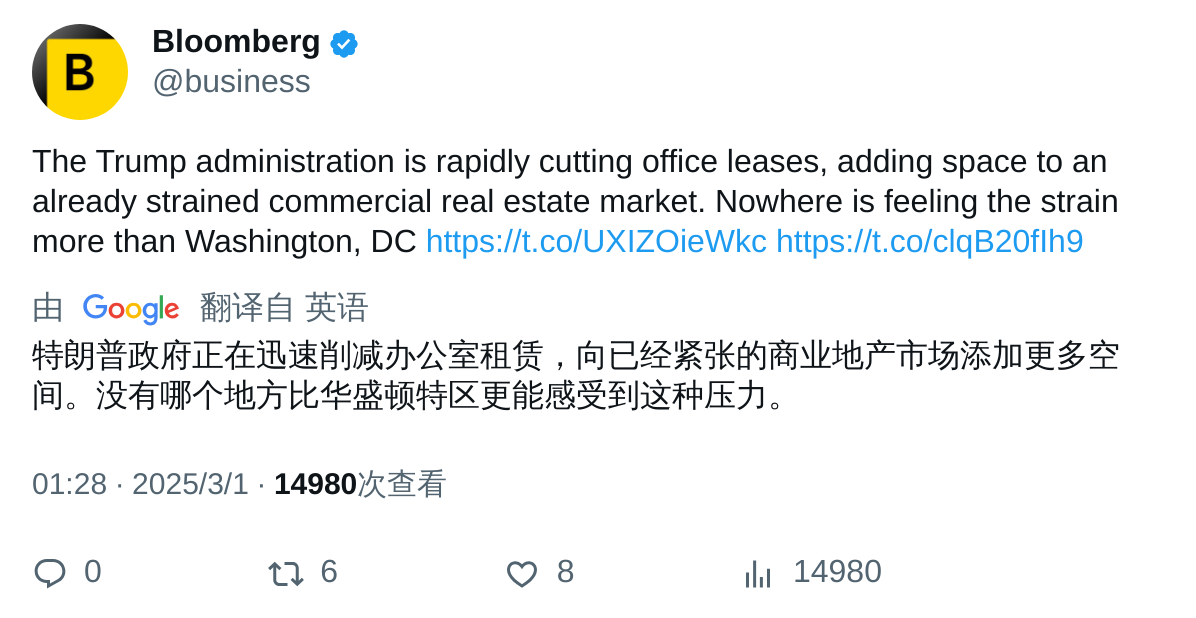 B
Bloomberg
@business
The Trump administration is rapidly cutting office leases, adding space to an
already strained commercial real estate market. Nowhere is feeling the strain
more than Washington, DC https://t.co/UXIZOieWkc https://t.co/clqB20fIh9
由 Google 翻译自 英语
特朗普政府正在迅速削减办公室租赁，向已经紧张的商业地产市场添加更多空
间。没有哪个地方比华盛顿特区更能感受到这种压力。
01:28 · 2025/3/1 · 14980次查看
0 6 8 14980